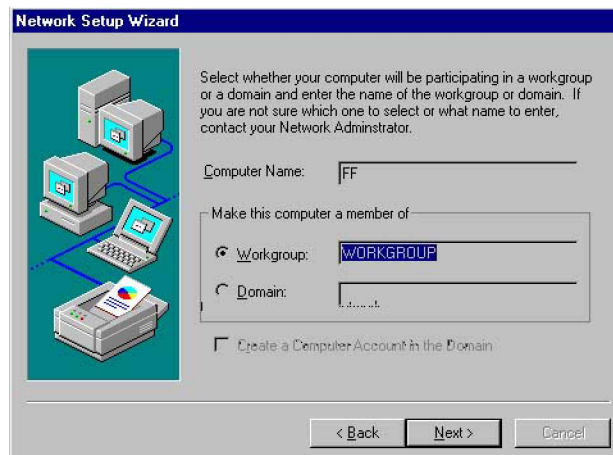 Network Setup Wizard
Select whether your computer will be participating in a workgroup
or a domain and enter the name of the workgroup or domain. If
you are not sure which one to select or what name to enter,
contact your Network Adminstrator.
Computer Name: FF
Make this computer a member of
Workgroup: WORKGROUP
Domain:
Create a Computer Account in the Domain
< Back Next > Cancel